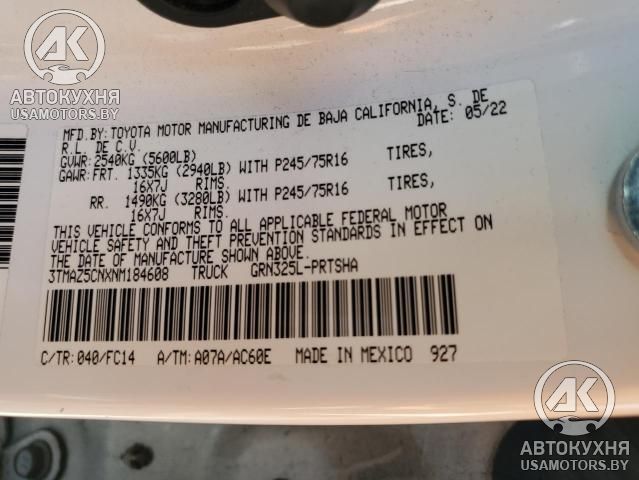 AK
АВТОКУХНЯ
USAMOTORS.BY
MFD.BY: TOYOTA MOTOR MANUFACTURING DE BAJA CALIFORNIA, S. DE
R.L. DE C.V. DATE: 05/22
GVWR: 2540KG (5600LB)
GAWR: FRT. 1335KG (2940LB) WITH P245/75R16 TIRES,
16X7J RIMS.
RR. 1490KG (3280LB) WITH P245/75R16 TIRES,
16X7J RIMS.
THIS VEHICLE CONFORMS TO ALL APPLICABLE FEDERAL MOTOR
VEHICLE SAFETY AND THEFT PREVENTION STANDARDS IN EFFECT ON
THE DATE OF MANUFACTURE SHOWN ABOVE.
3TMAZ5CNXNM184608 TRUCK GRN325L-PRTSHA
C/TR: 040/FC14 A/TM: A07A/AC60E MADE IN MEXICO 927
AK
АВТОКУХНЯ
USAMOTORS.BY